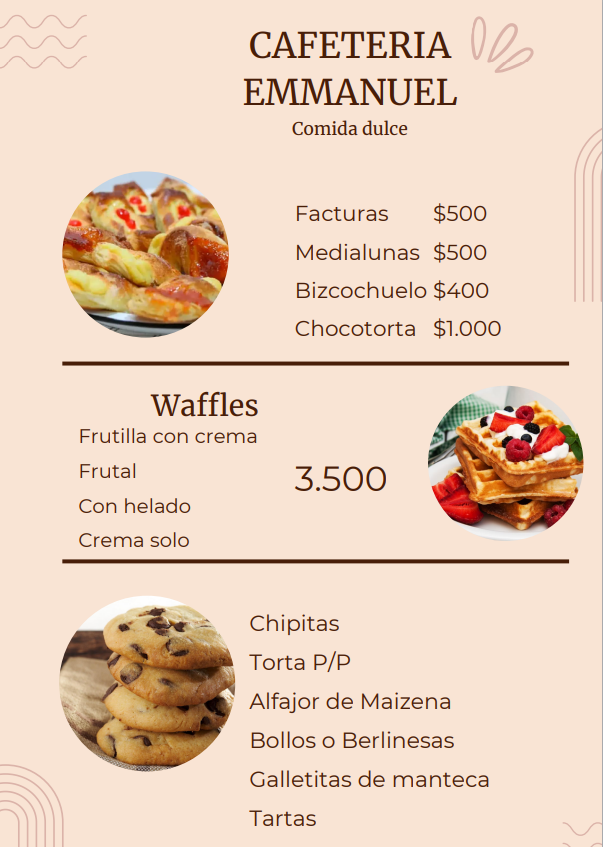 CAFETERIA
EMMANUEL
Comida dulce
Facturas $500
Medialunas $500
Bizcochuelo $400
Chocotorta $1.000
Waffles
Frutilla con crema
Frutal
Con helado
Crema solo
3.500
Chipitas
Torta P/P
Alfajor de Maizena
Bollos o Berlinesas
Galletitas de manteca
Tartas